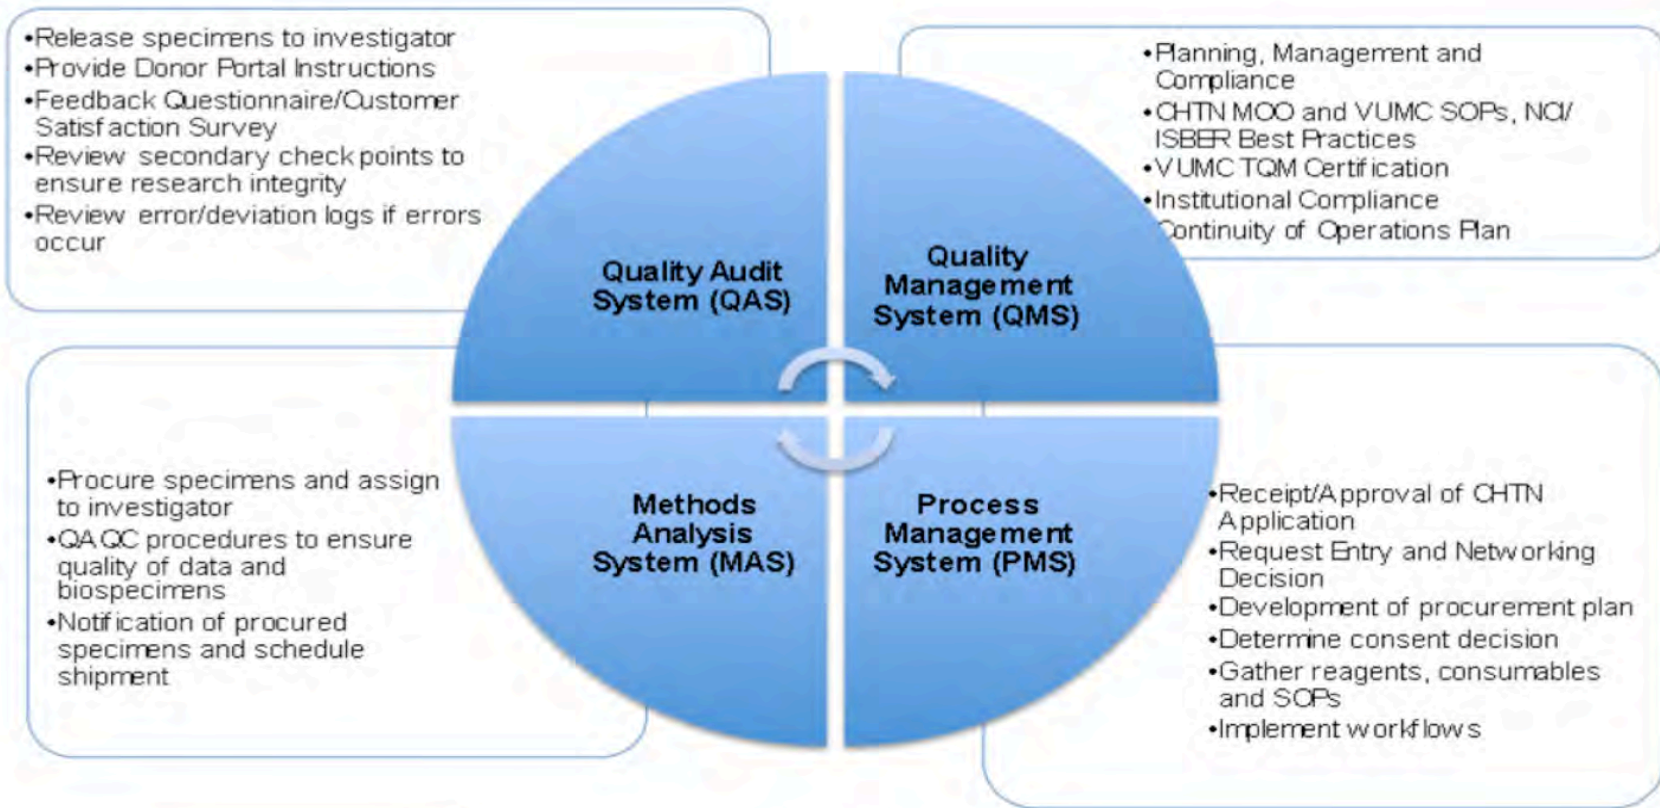 •Release specimens to investigator
•Provide Donor Portal Instructions
•Feedback Questionnaire/Customer
Satisfaction Survey
•Review secondary check points to
ensure research integrity
•Review error/deviation logs if errors
occur
•Planning, Management and
Compliance
•CHTN MOO and VUMC SOPs, NCI/
ISBER Best Practices
•VUMC TQM Certification
•Institutional Compliance
•Continuity of Operations Plan
Quality Audit
System (QAS)
Quality
Management
System (QMS)
•Procure specimens and assign
to investigator
•QA QC procedures to ensure
quality of data and
biospecimens
•Notification of procured
specimens and schedule
shipment
Methods
Analysis
System (MAS)
Process
Management
System (PMS)
•Receipt/Approval of CHTN
Application
•Request Entry and Networking
Decision
•Development of procurement plan
•Determine consent decision
•Gather reagents, consumables
and SOPs
•Implement workflows